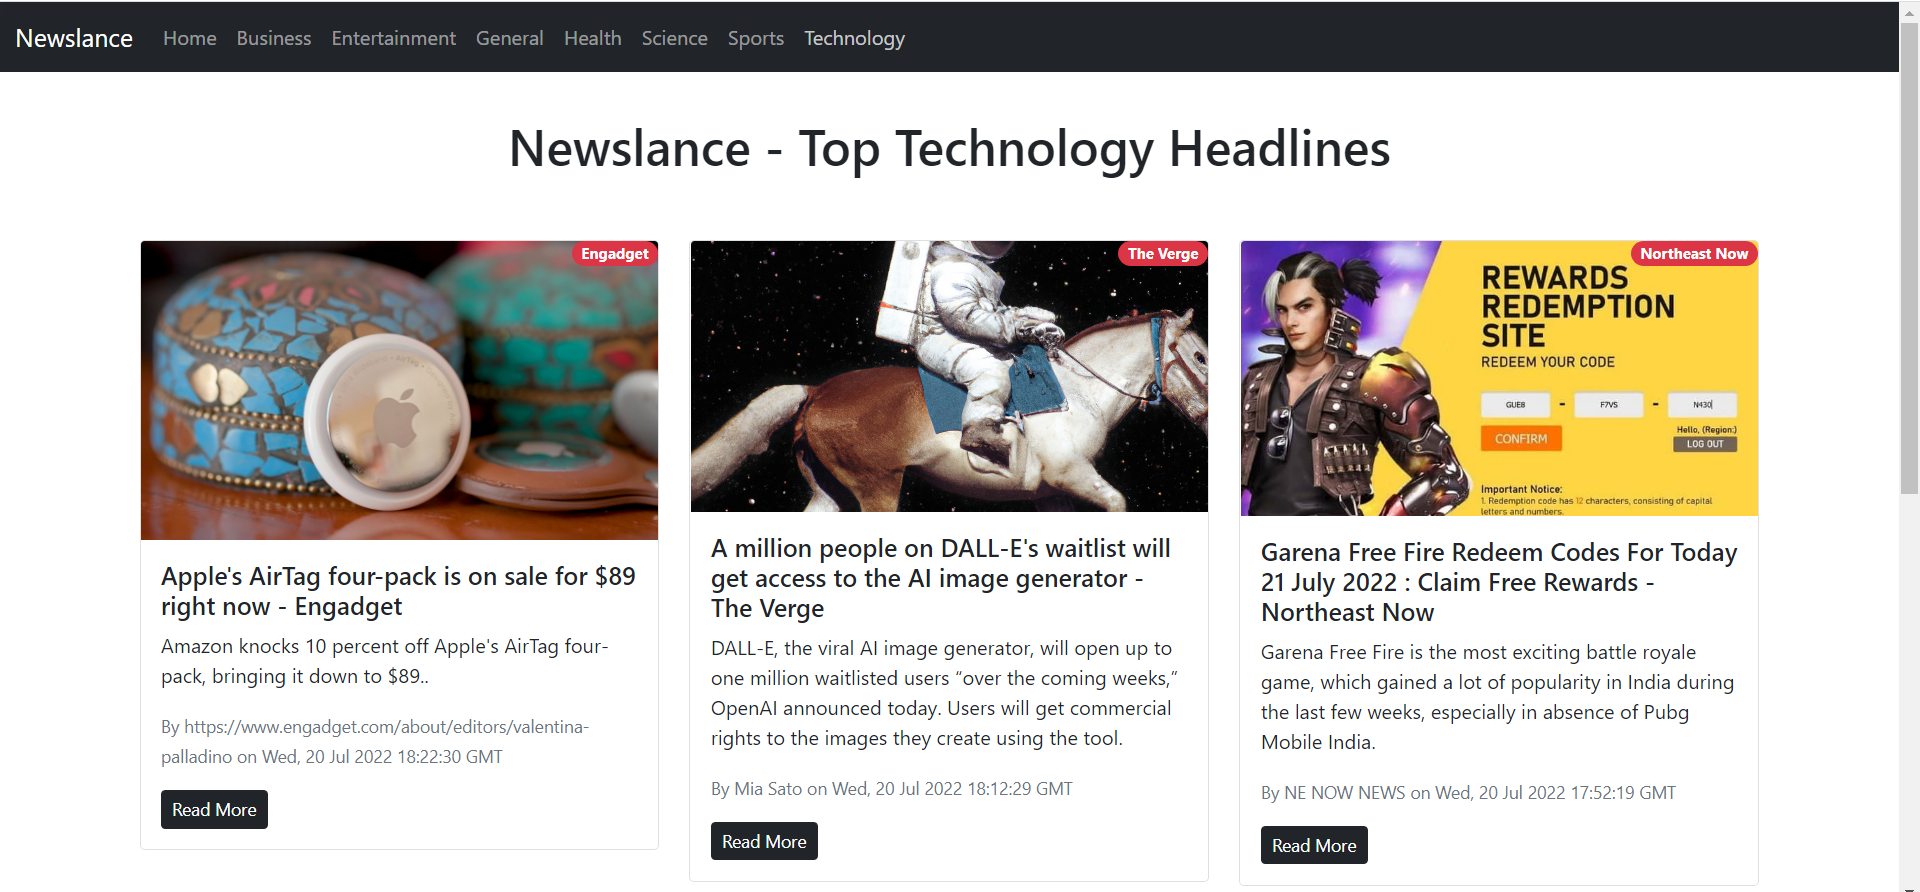 Newslance Home Business Entertainment General Health Science Sports Technology
Newslance - Top Technology Headlines
Engadget
Apple's AirTag four-pack is on sale for $89
right now - Engadget
Amazon knocks 10 percent off Apple's AirTag four-
pack, bringing it down to $89..
By https://www.engadget.com/about/editors/valentina-
palladino on Wed, 20 Jul 2022 18:22:30 GMT
Read More
The Verge
A million people on DALL-E's waitlist will
get access to the AI image generator -
The Verge
DALL-E, the viral AI image generator, will open up to
one million waitlisted users “over the coming weeks,”
OpenAI announced today. Users will get commercial
rights to the images they create using the tool.
By Mia Sato on Wed, 20 Jul 2022 18:12:29 GMT
Read More
Northeast Now
REWARDS
REDEMPTION
SITE
REDEEM YOUR CODE
GUE8 - F7VS - N430
CONFIRM
Hello, (Region:)
LOG OUT
Important Notice:
1. Redemption code has 12 characters, consisting of capital
letters and numbers.
Garena Free Fire Redeem Codes For Today
21 July 2022 : Claim Free Rewards -
Northeast Now
Garena Free Fire is the most exciting battle royale
game, which gained a lot of popularity in India during
the last few weeks, especially in absence of Pubg
Mobile India.
By NE NOW NEWS on Wed, 20 Jul 2022 17:52:19 GMT
Read More